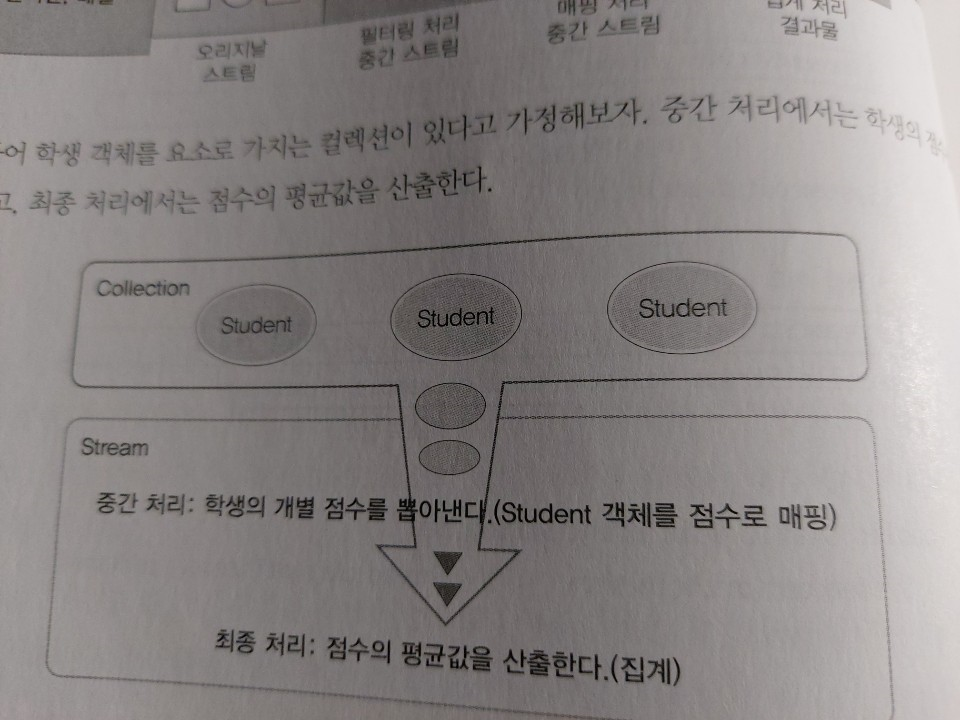 오리지날
스트림
필터링 처리
중간 스트림
매핑 처리
중간 스트림
집계 처리
결과물
어 학생 객체를 요소로 가지는 컬렉션이 있다고 가정해보자. 중간 처리에서는 학생의
고, 최종 처리에서는 점수의 평균값을 산출한다.
Collection
Student
Student
Student
Stream
중간 처리: 학생의 개별 점수를 뽑아낸다.(Student 객체를 점수로 매핑)
최종 처리: 점수의 평균값을 산출한다.(집계)